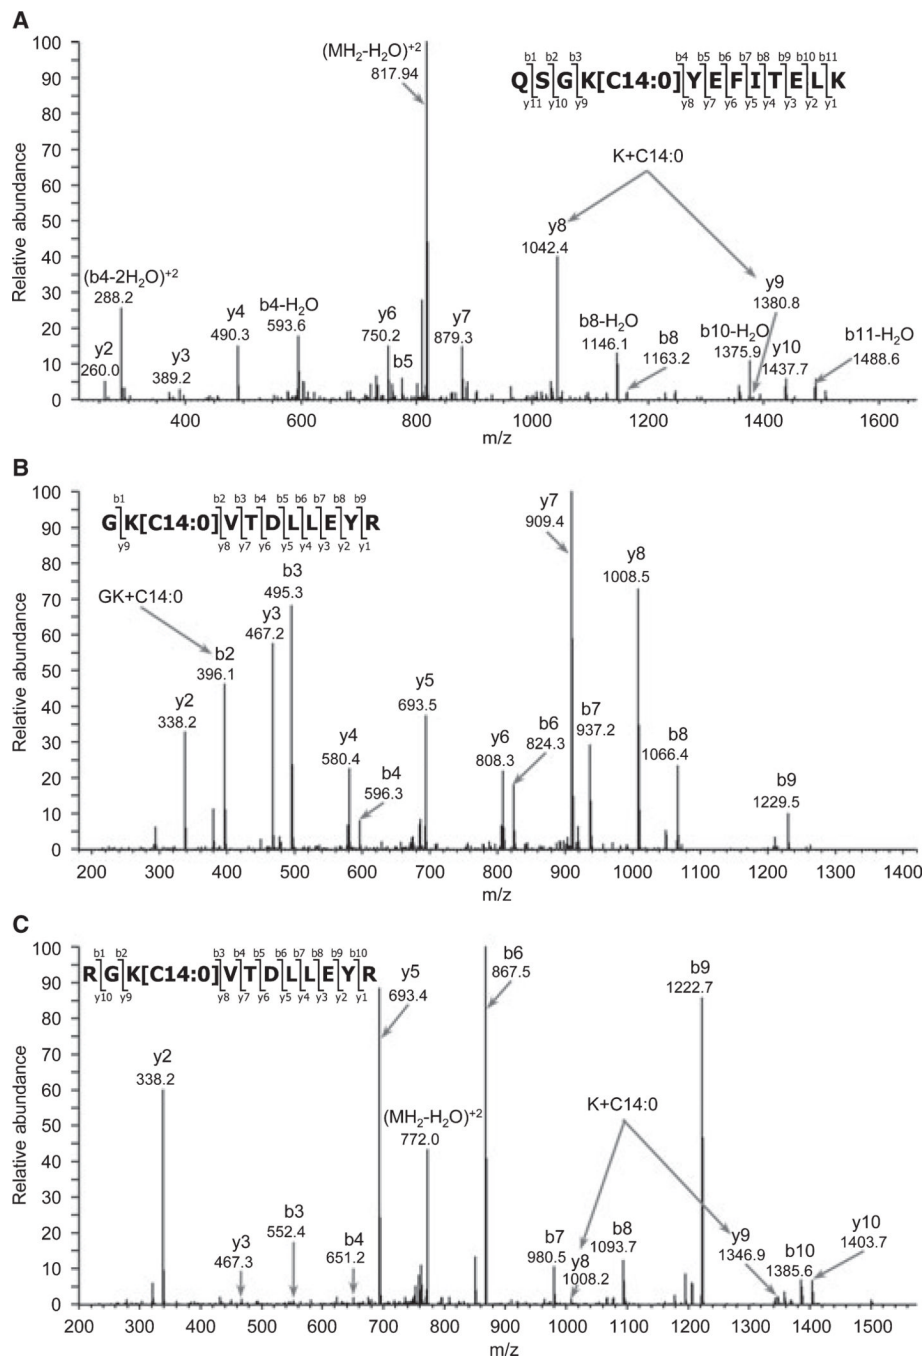 A
(MH2-H2O)+2
817.94
b1 b2 b3 b4 b5 b6 b7 b8 b9 b10 b11
QSGK[C14:0]YEFITELK
y11 y10 y9 y8 y7 y6 y5 y4 y3 y2 y1
K+C14:0
y8
1042.4
y9
1380.8
(b4-2H2O)+2
288.2
y4
490.3
b4-H2O
593.6
y6
750.2
y7
879.3
b8-H2O
1146.1
b8
1163.2
b10-H2O
1375.9
y10
1437.7
b11-H2O
1488.6
y2
260.0
y3
389.2
b5
Relative abundance
100
90
80
70
60
50
40
30
20
10
0
400 600 800 1000 1200 1400 1600
m/z
B
b1 b2 b3 b4 b5 b6 b7 b8 b9
GK[C14:0]VTDLLEYR
y9 y8 y7 y6 y5 y4 y3 y2 y1
y7
909.4
y8
1008.5
GK+C14:0
b3
495.3
y3
467.2
b2
396.1
y2
338.2
y5
693.5
y4
580.4
b4
596.3
y6
808.3
b6
824.3
b7
937.2
b8
1066.4
b9
1229.5
Relative abundance
100
90
80
70
60
50
40
30
20
10
0
200 300 400 500 600 700 800 900 1000 1100 1200 1300 1400
m/z
C
b1 b2 b3 b4 b5 b6 b7 b8 b9 b10
RGK[C14:0]VTDLLEYR
y10 y9 y8 y7 y6 y5 y4 y3 y2 y1
y5
693.4
b6
867.5
b9
1222.7
y2
338.2
(MH2-H2O)+2
772.0
K+C14:0
y3
467.3
b3
552.4
b4
651.2
b7
980.5
y8
1008.2
b8
1093.7
y9
1346.9
b10
1385.6
y10
1403.7
Relative abundance
100
90
80
70
60
50
40
30
20
10
0
200 300 400 500 600 700 800 900 1000 1100 1200 1300 1400 1500
m/z